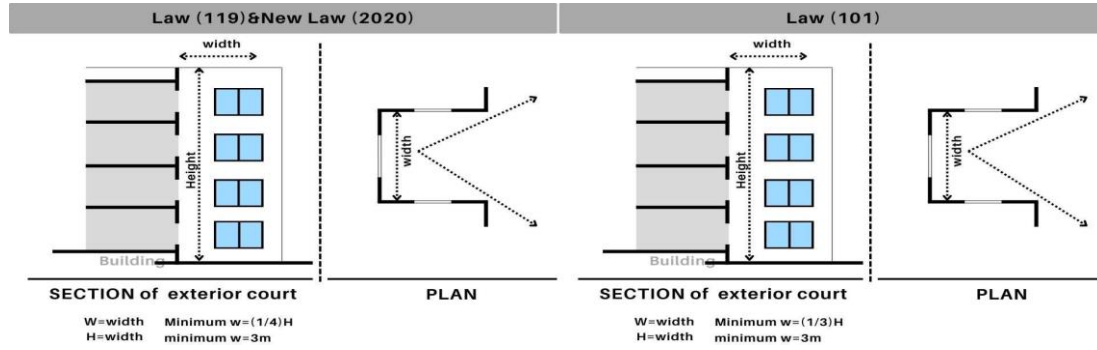 Law (119)&New Law (2020)
Law (101)
width
Height
Building
width
width
Height
Building
width
SECTION of exterior court
PLAN
SECTION of exterior court
PLAN
W=width Minimum w=(1/4)H
H=width minimum w=3m
W=width Minimum w=(1/3)H
H=width minimum w=3m